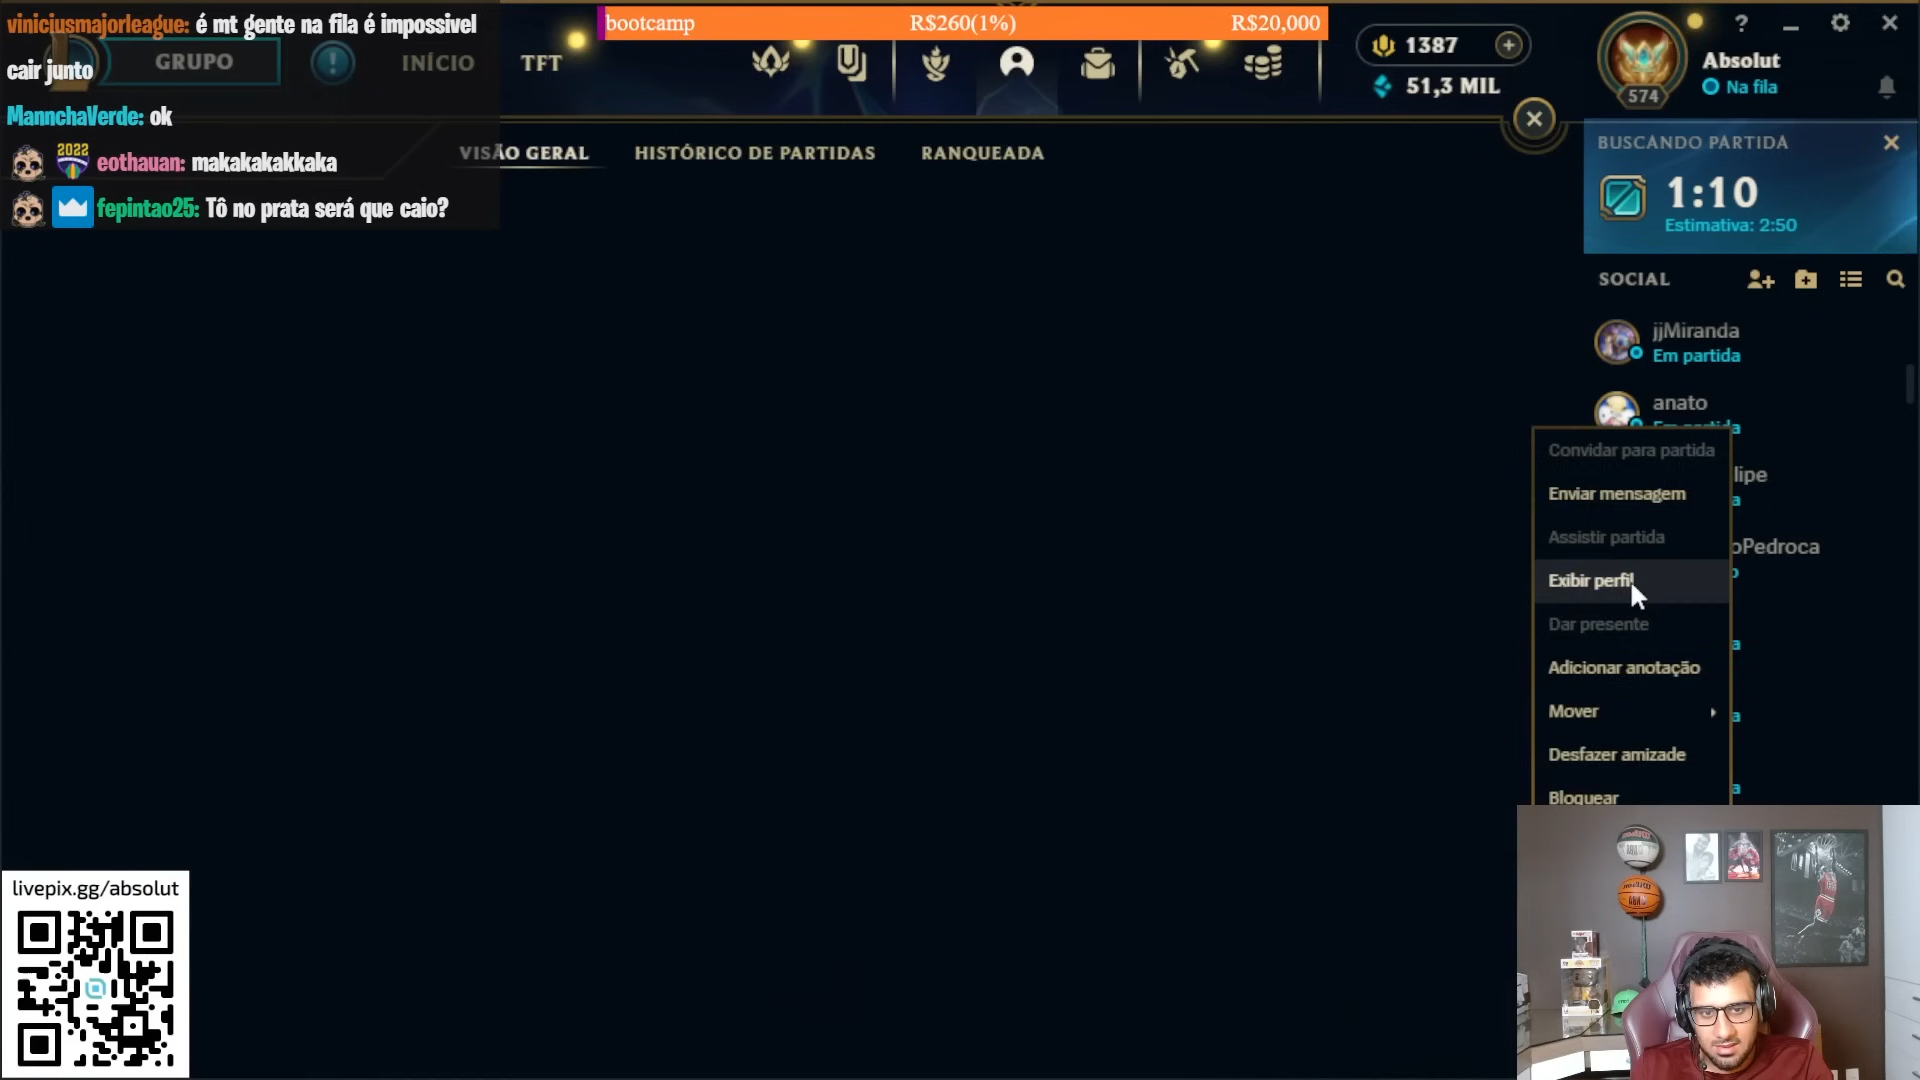 viniciusmajorleague: é mt gente na fila é impossivel
cair junto
MannchaVerde: ok
2022 eothauan: makakakakkaka
fepintao25: Tô no prata será que caio?
GRUPO
INÍCIO
TFT
bootcamp R$260(1%) R$20,000
1387
51,3 MIL
574
Absolut
Na fila
VISÃO GERAL
HISTÓRICO DE PARTIDAS
RANQUEADA
BUSCANDO PARTIDA
1:10
Estimativa: 2:50
SOCIAL
jjMiranda
Em partida
anato
Convidar para partida
Enviar mensagem
Assistir partida
Exibir perfil
Dar presente
Adicionar anotação
Mover
Desfazer amizade
Bloquear
lipe
oPedroca
livepix.gg/absolut